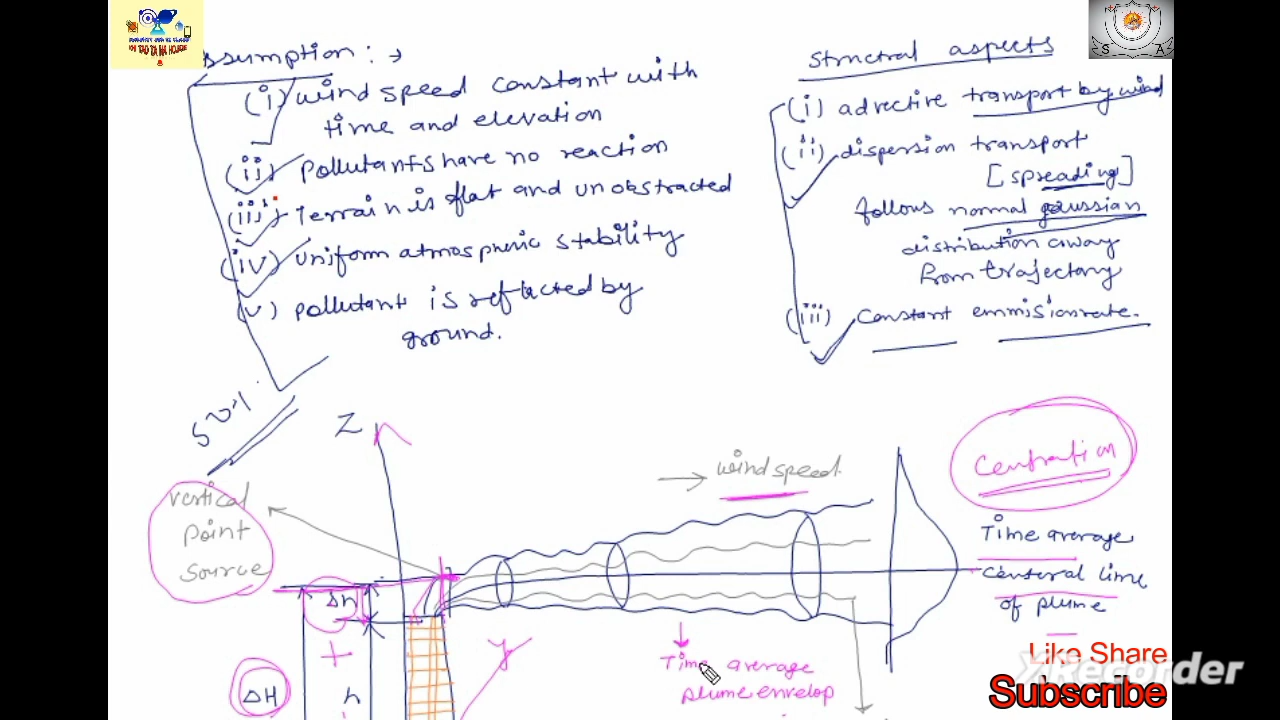 ssumption : →
(i) wind speed constant with
time and elevation
(ii) pollutants have no reaction
(iii) Terrain is flat and unobstracted
(iv) uniform atmospheric stability
(v) pollutant is reflacted by
ground.
Structral aspects
(i) advective transport by wind
(ii) dispersion transport
[spreading]
follows normal gaussian
distribution away
from trajectory
(iii) constant emmisionrate.
Z
→ wind speed
vertical
point
source
centration
Time average
centeral line
of plume
Δh
+
y
Time average
plume envelop
ΔH
h
S
A
XRecorder
Like Share
Subscribe